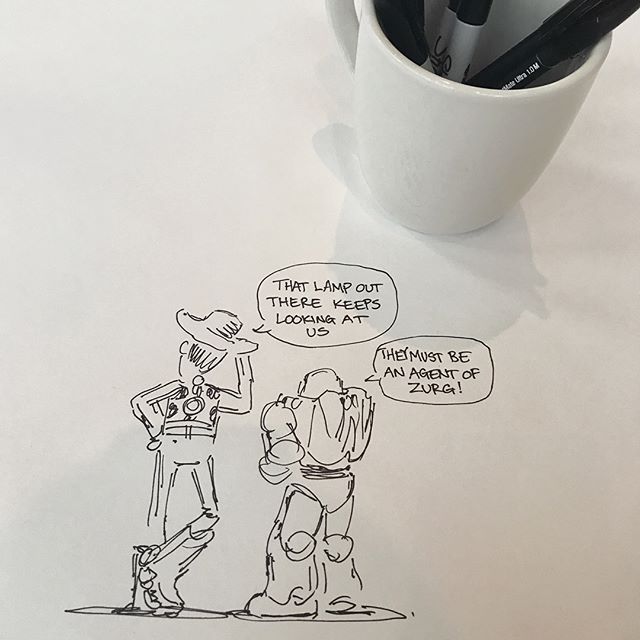 THAT LAMP OUT
THERE KEEPS
LOOKING AT
US
THEY MUST BE
AN AGENT OF
ZURG!